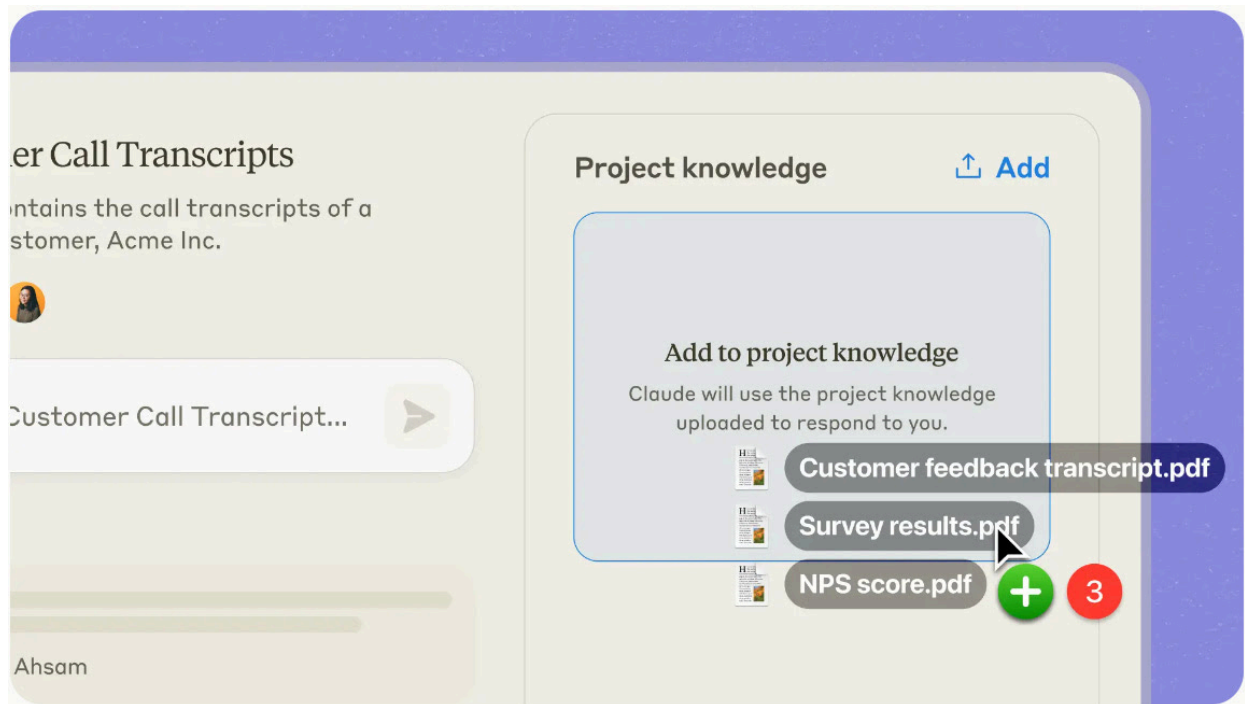 er Call Transcripts
ntains the call transcripts of a
stomer, Acme Inc.
Customer Call Transcript...
Ahsam
Project knowledge
Add
Add to project knowledge
Claude will use the project knowledge
uploaded to respond to you.
Customer feedback transcript.pdf
Survey results.pdf
NPS score.pdf
3